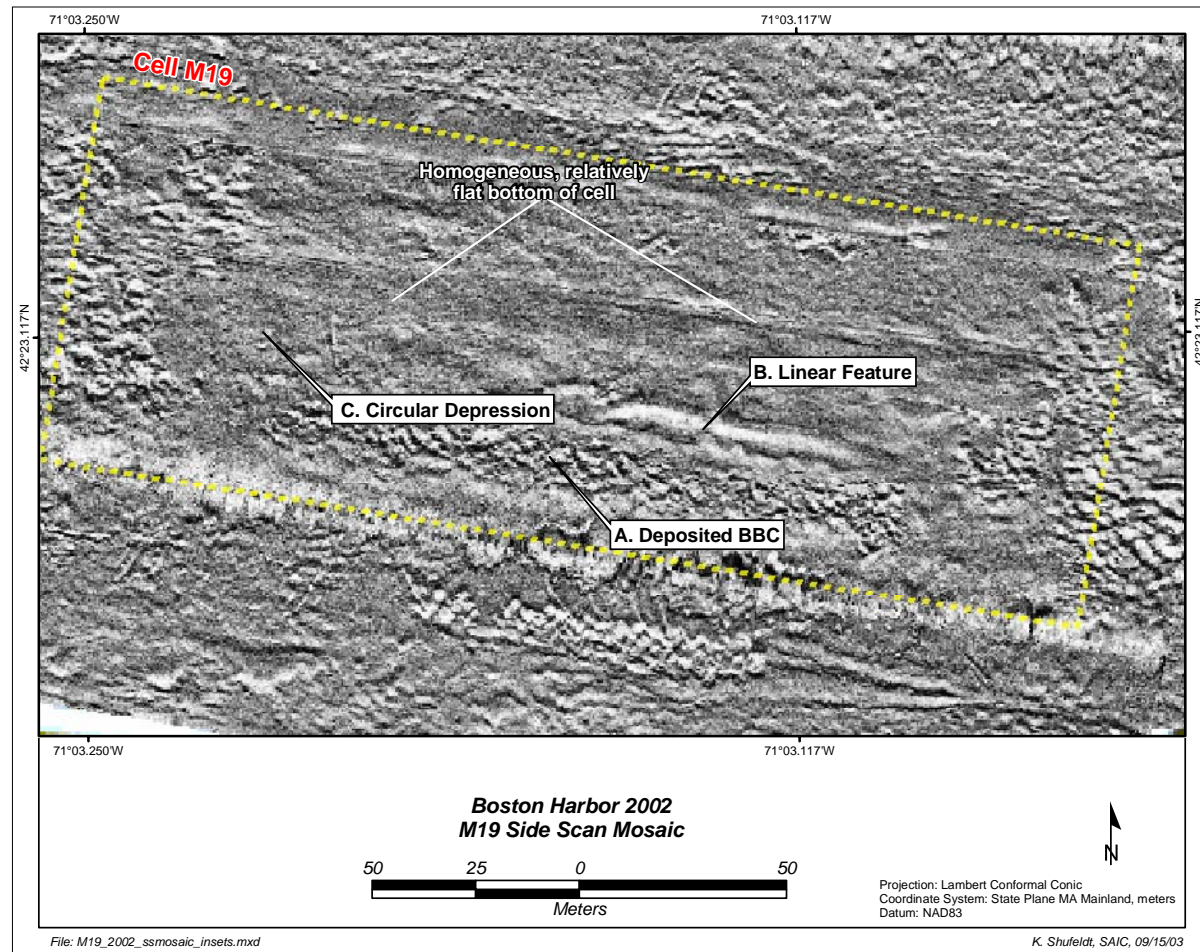 71°03.250'W
71°03.117'W
Cell M19
Homogeneous, relatively
flat bottom of cell
42°23.117'N
42°23.117'N
B. Linear Feature
C. Circular Depression
A. Deposited BBC
71°03.250'W
71°03.117'W
Boston Harbor 2002
M19 Side Scan Mosaic
N
50 25 0 50
Meters
Projection: Lambert Conformal Conic
Coordinate System: State Plane MA Mainland, meters
Datum: NAD83
File: M19_2002_ssmosaic_insets.mxd
K. Shufeldt, SAIC, 09/15/03